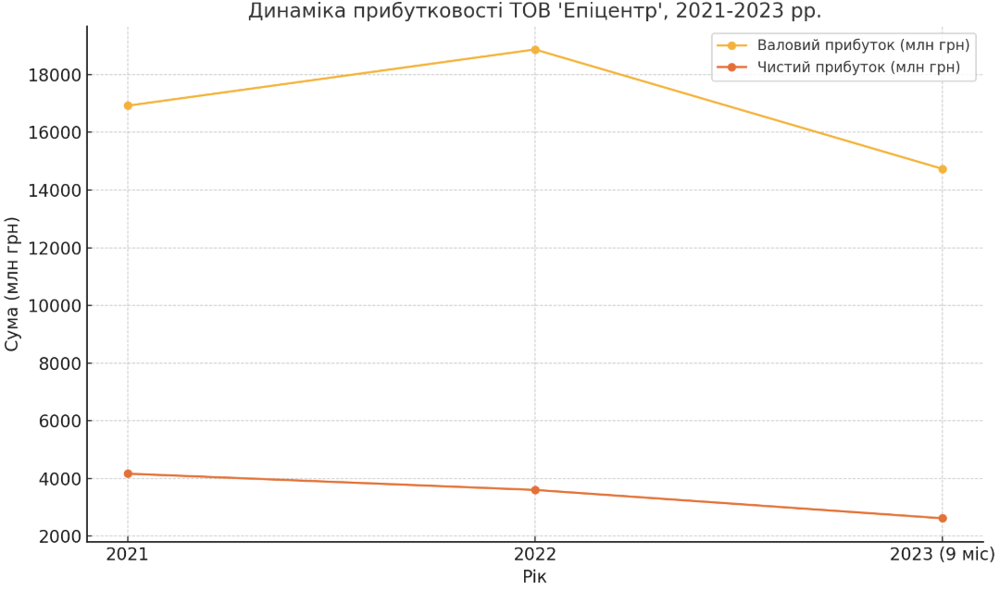 Динаміка прибутковості ТОВ 'Епіцентр', 2021-2023 рр.
Валовий прибуток (млн грн)
Чистий прибуток (млн грн)
Сума (млн грн)
18000
16000
14000
12000
10000
8000
6000
4000
2000
2021
2022
2023 (9 міс)
Рік